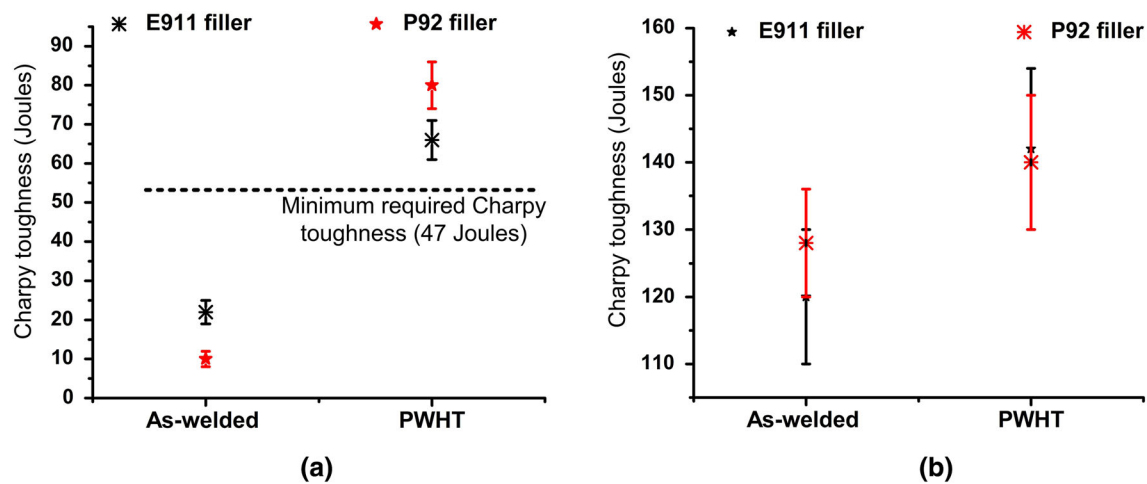 E911 filler
P92 filler
90
80
70
60
50
40
30
20
10
0
Charpy toughness (Joules)
Minimum required Charpy
toughness (47 Joules)
As-welded
PWHT
(a)
E911 filler
P92 filler
160
150
140
130
120
110
Charpy toughness (Joules)
As-welded
PWHT
(b)